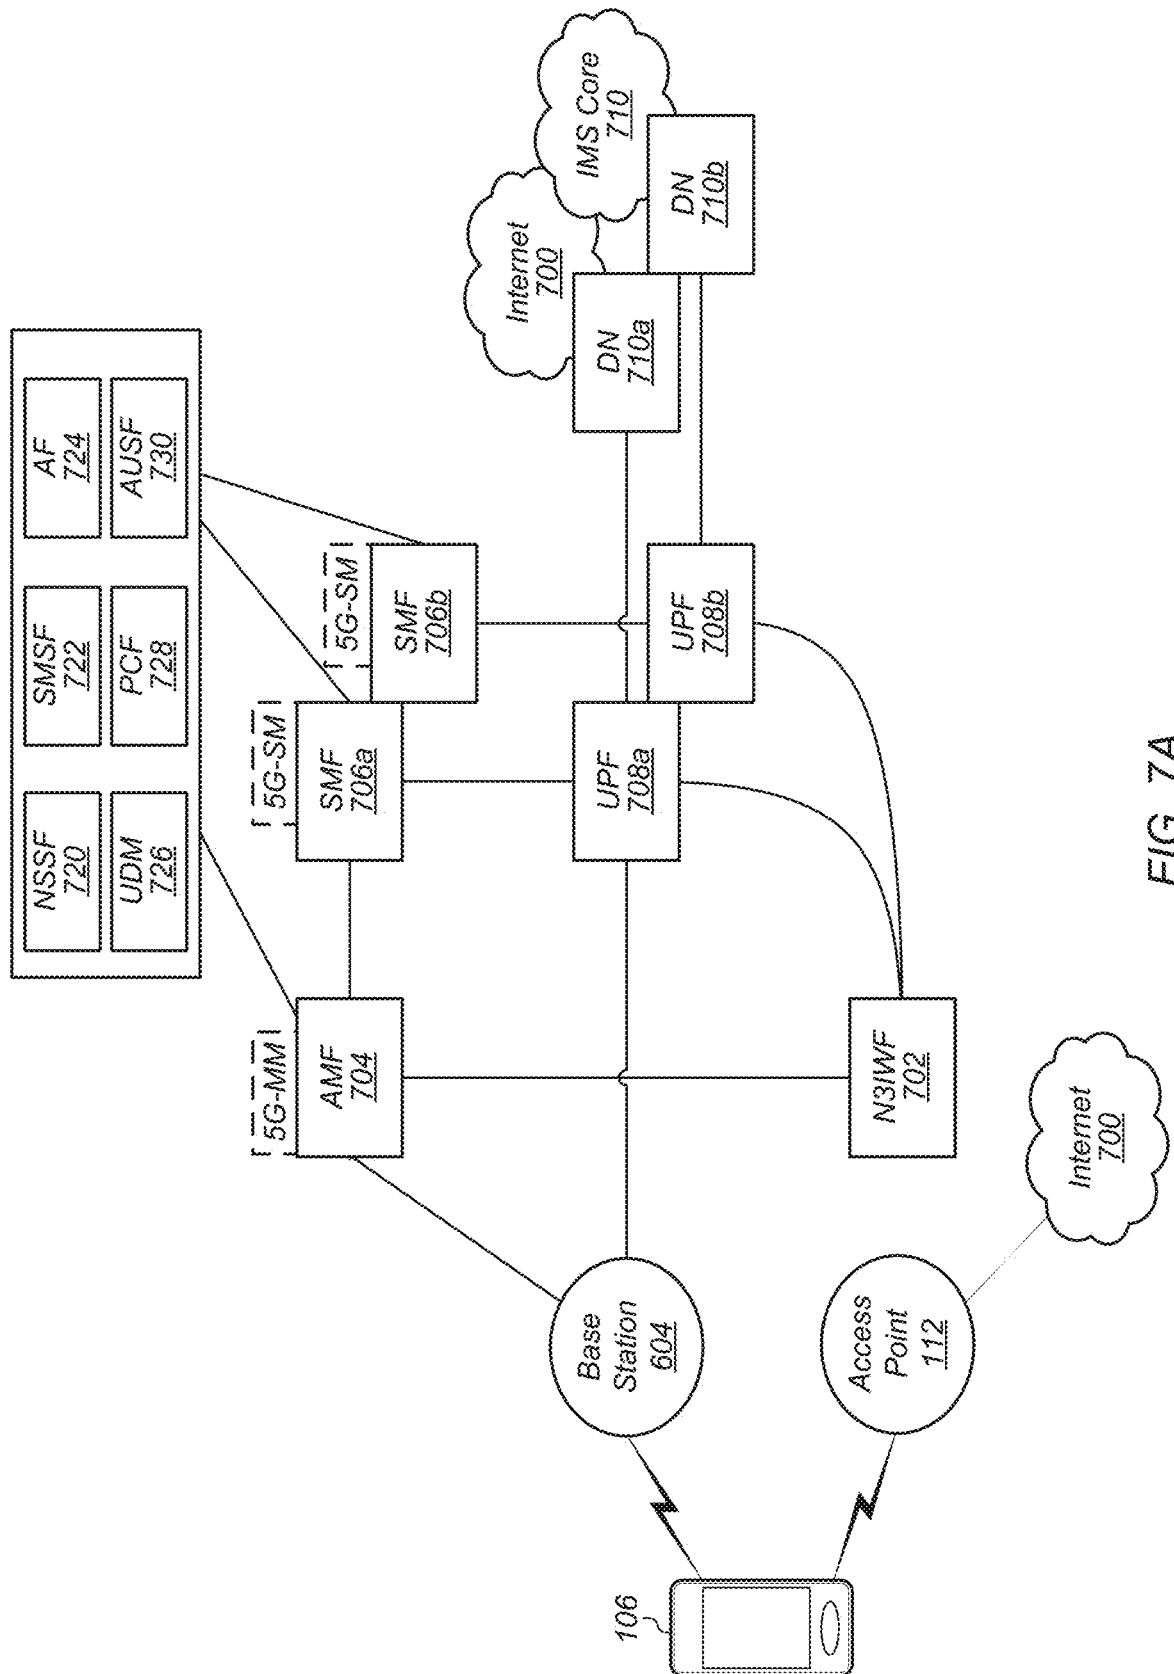 NSSF
720
SMSF
722
AF
724
UDM
726
PCF
728
AUSF
730
5G-MM
AMF
704
5G-SM
SMF
706a
5G-SM
SMF
706b
Internet
700
IMS Core
710
Base
Station
604
UPF
708a
DN
710a
UPF
708b
DN
710b
106
Access
Point
112
N3IWF
702
Internet
700
FIG. 7A